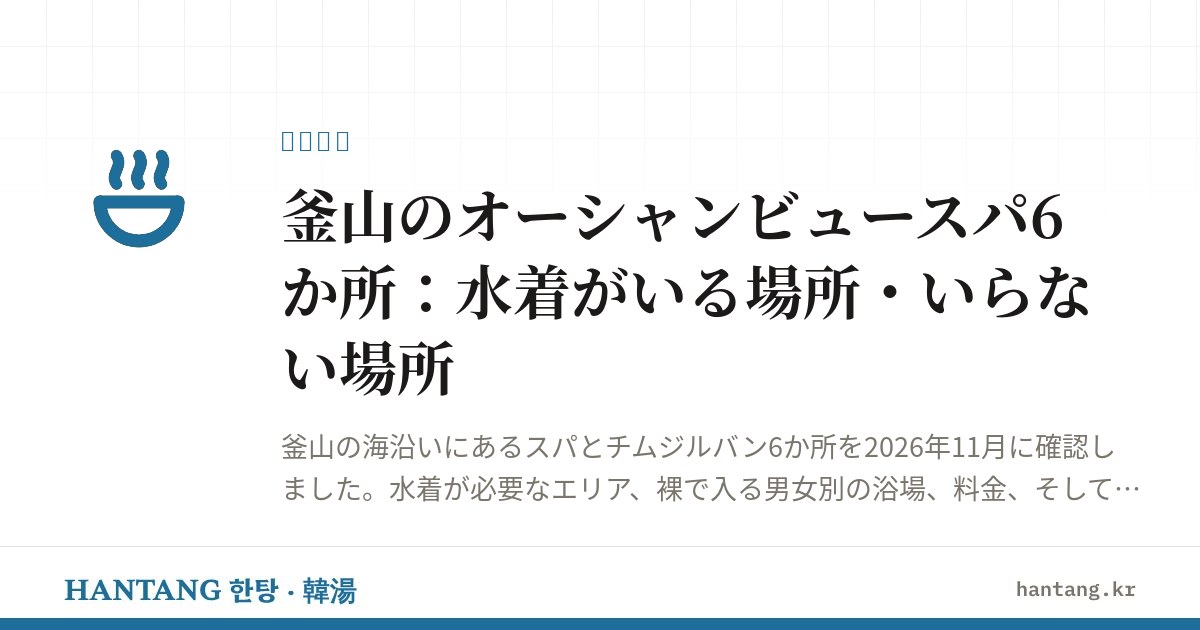 釜山のオーシャンビュースパ6
か所：水着がいる場所・いらな
い場所
釜山の海沿いにあるスパとチムジルバン6か所を2026年11月に確認し
ました。水着が必要なエリア、裸で入る男女別の浴場、料金、そして…
HANTANG 한탕 · 韓湯
hantang.kr